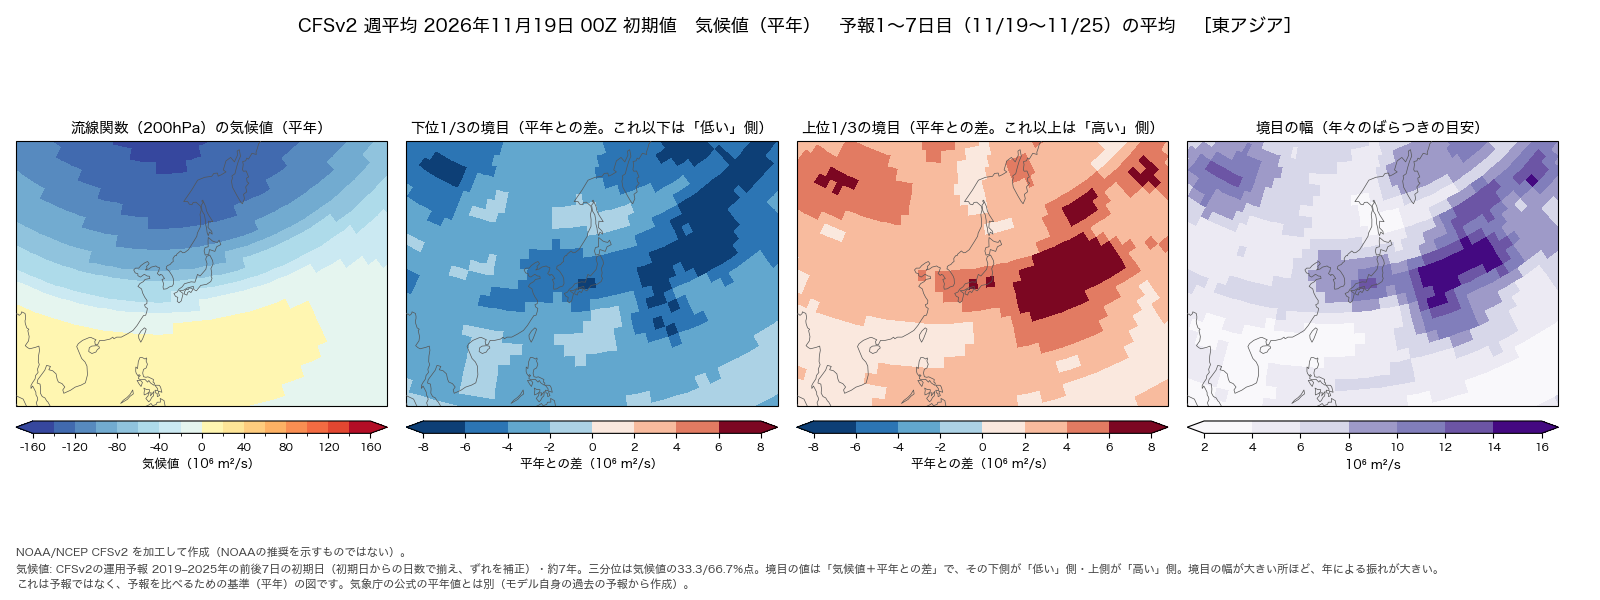 CFSv2 週平均 2026年11月19日 00Z 初期値　気候値（平年）　予報1～7日目（11/19～11/25）の平均　［東アジア］
流線関数（200hPa）の気候値（平年）
下位1/3の境目（平年との差。これ以下は「低い」側）
上位1/3の境目（平年との差。これ以上は「高い」側）
境目の幅（年々のばらつきの目安）
-160 -120 -80 -40 0 40 80 120 160
-8 -6 -4 -2 0 2 4 6 8
-8 -6 -4 -2 0 2 4 6 8
2 4 6 8 10 12 14 16
気候値（10⁶ m²/s）
平年との差（10⁶ m²/s）
平年との差（10⁶ m²/s）
10⁶ m²/s
NOAA/NCEP CFSv2 を加工して作成（NOAAの推奨を示すものではない）。
気候値: CFSv2の運用予報 2019–2025年の前後7日の初期日（初期日からの日数で揃え、ずれを補正）・約7年。三分位は気候値の33.3/66.7%点。境目の値は「気候値＋平年との差」で、その下側が「低い」側・上側が「高い」側。境目の幅が大きい所ほど、年による振れが大きい。
これは予報ではなく、予報を比べるための基準（平年）の図です。気象庁の公式の平年値とは別（モデル自身の過去の予報から作成）。